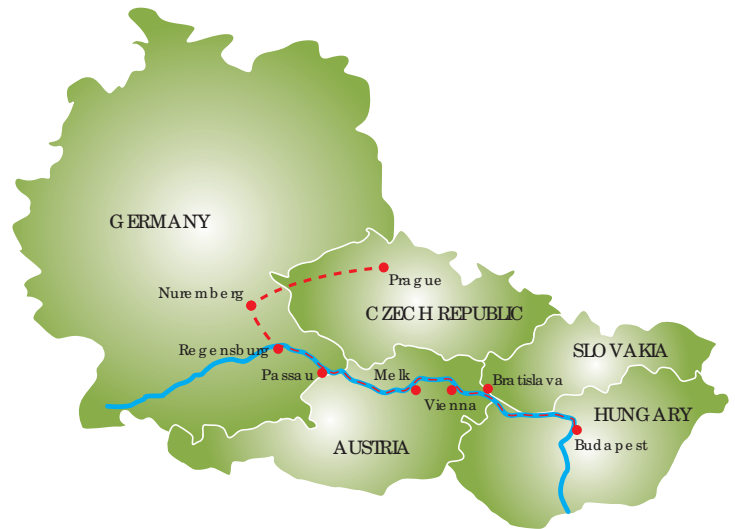 GERMANY
Prague
Nuremberg
CZECH REPUBLIC
Regensburg
SLOVAKIA
Passau
Melk
Bratislava
Vienna
HUNGARY
AUSTRIA
Budapest